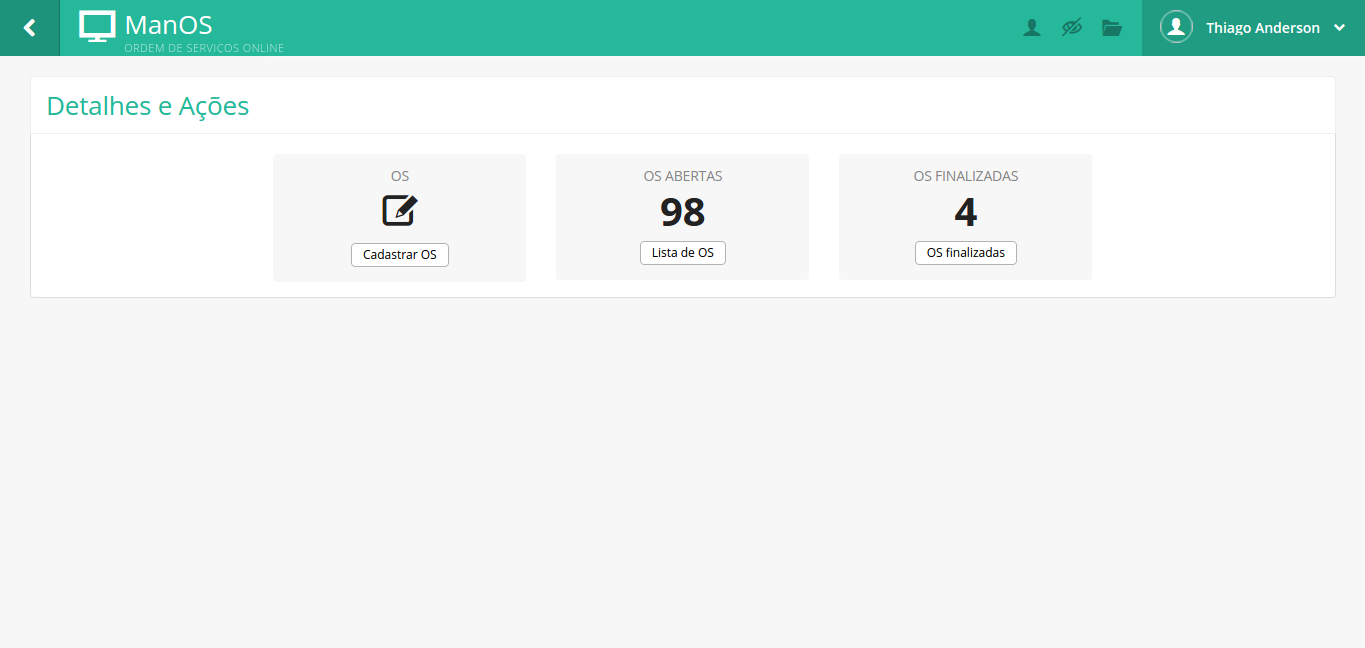 ManOS
ORDEM DE SERVIÇOS ONLINE
Thiago Anderson
Detalhes e Ações
OS
Cadastrar OS
OS ABERTAS
98
Lista de OS
OS FINALIZADAS
4
OS finalizadas